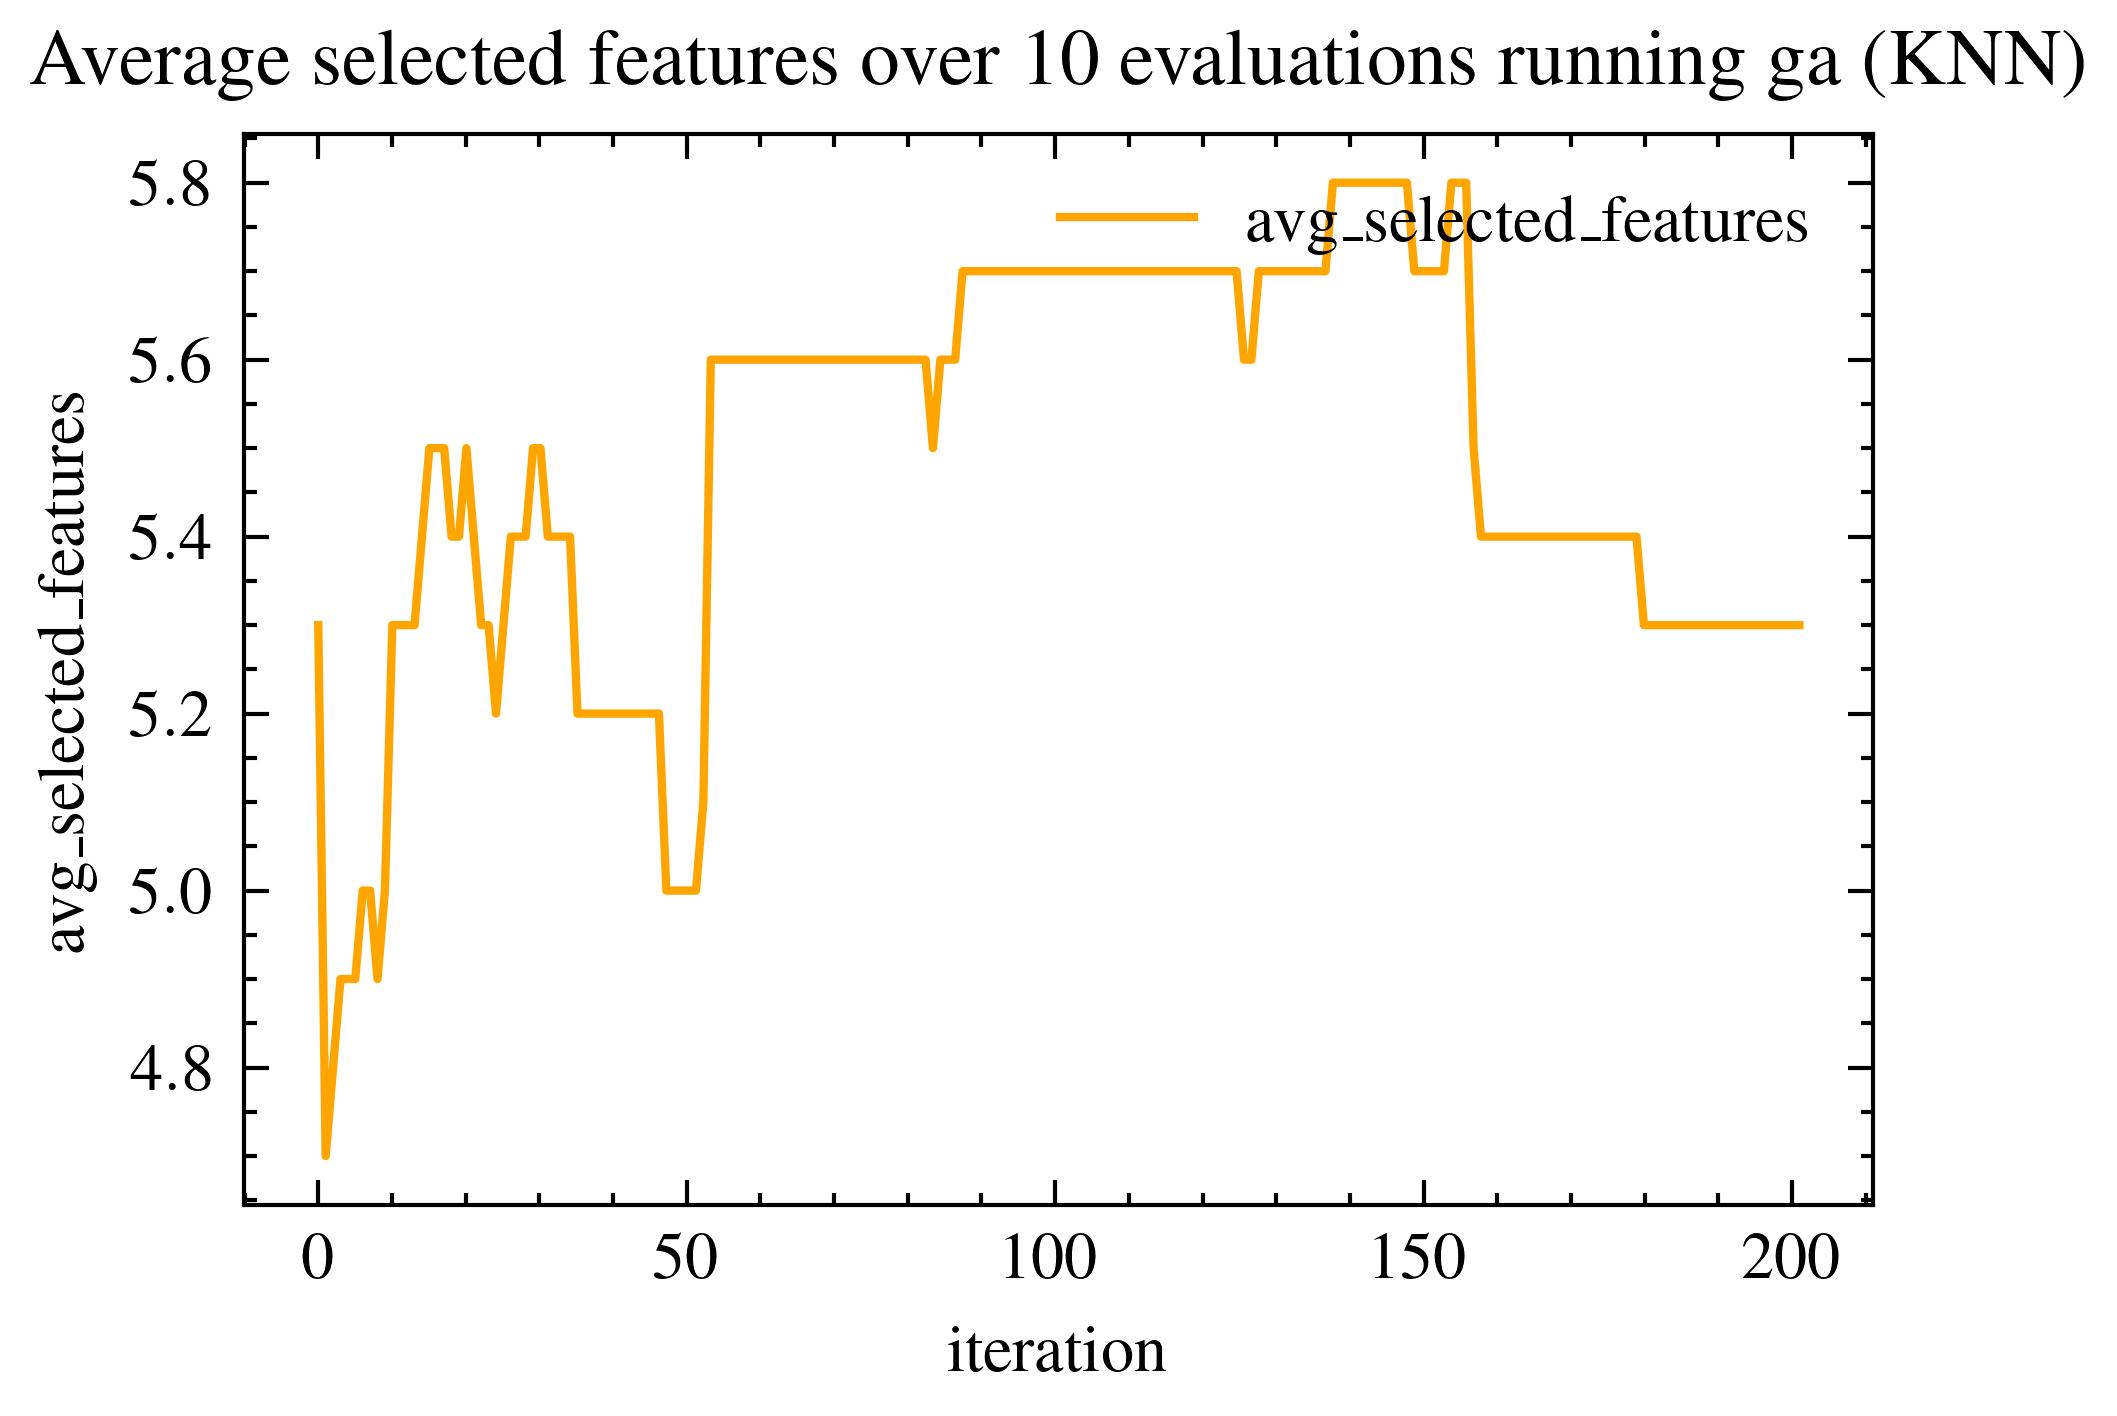 Average selected features over 10 evaluations running ga (KNN)
avg_selected_features
5.8
5.6
5.4
5.2
5.0
4.8
avg_selected_features
0 50 100 150 200
iteration